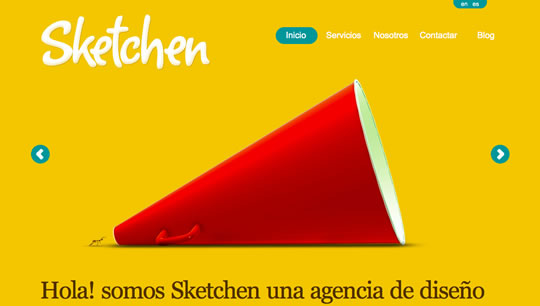 en es
Sketchen
Inicio Servicios Nosotros Contactar Blog
Hola! somos Sketchen una agencia de diseño